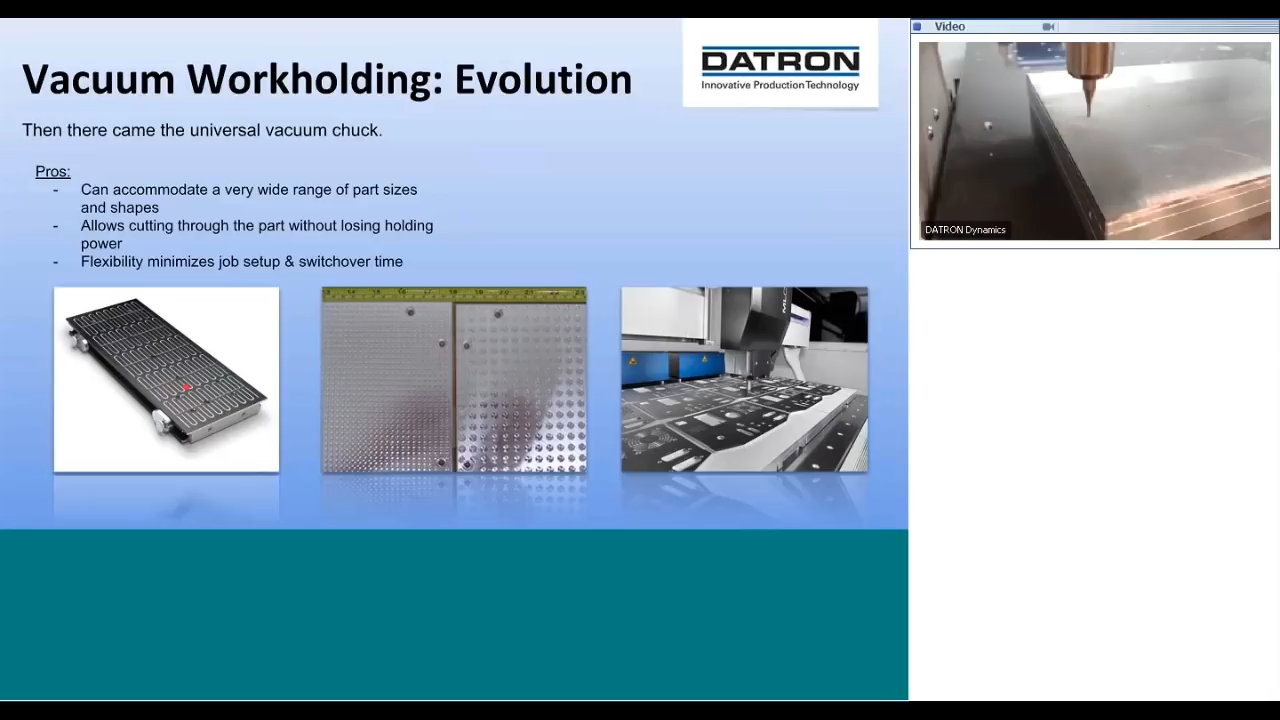 Vacuum Workholding: Evolution
DATRON
Innovative Production Technology
Then there came the universal vacuum chuck.
Pros:
- Can accommodate a very wide range of part sizes
and shapes
- Allows cutting through the part without losing holding
power
- Flexibility minimizes job setup & switchover time
Video
DATRON Dynamics